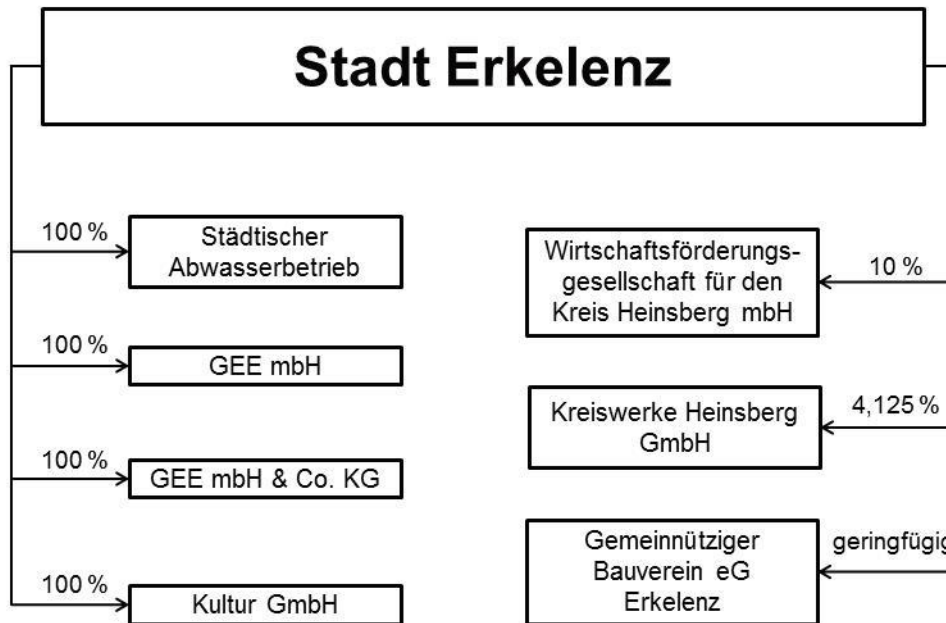 Stadt Erkelenz
100 %
Städtischer
Abwasserbetrieb
100 %
GEE mbH
100 %
GEE mbH & Co. KG
100 %
Kultur GmbH
Wirtschaftsförderungs-
gesellschaft für den
Kreis Heinsberg mbH
10 %
Kreiswerke Heinsberg
GmbH
4,125 %
Gemeinnütziger
Bauverein eG
Erkelenz
geringfügig